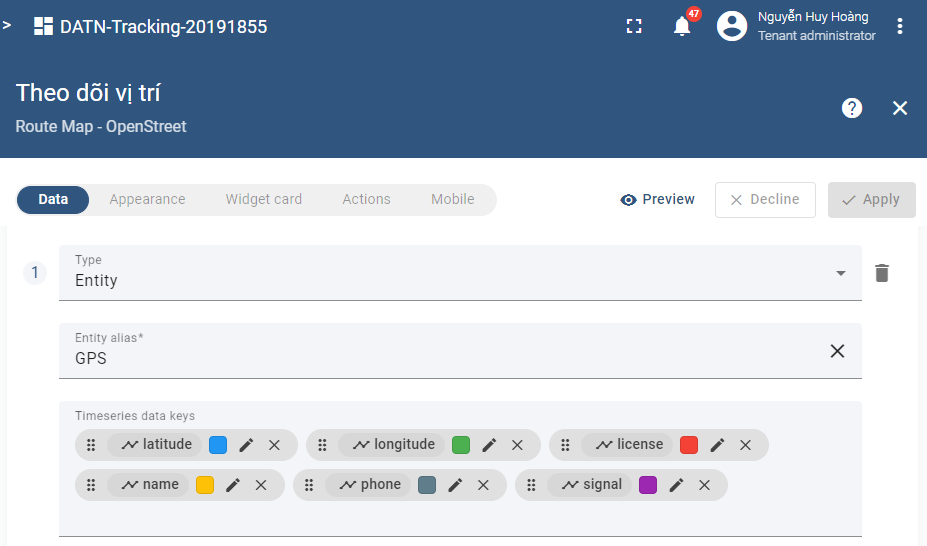 > DATN-Tracking-20191855
47
Nguyễn Huy Hoàng
Tenant administrator
Theo dõi vị trí
Route Map - OpenStreet
?
Data Appearance Widget card Actions Mobile Preview Decline Apply
1
Type
Entity
Entity alias*
GPS
Timeseries data keys
latitude longitude license
name phone signal